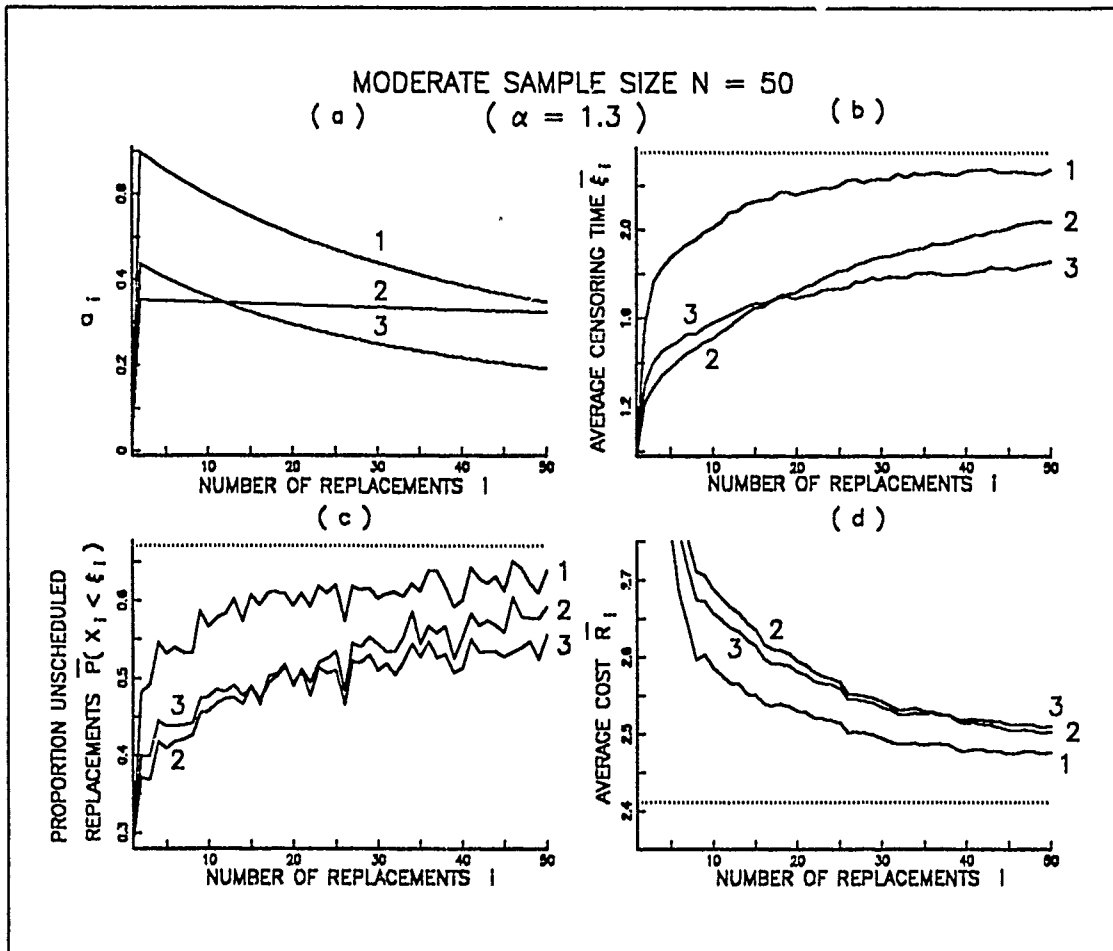 MODERATE SAMPLE SIZE N = 50
( a ) ( α = 1.3 ) ( b )
a i
0 0.2 0.4 0.6
1
2
3
10 20 30 40 50
NUMBER OF REPLACEMENTS i
AVERAGE CENSORING TIME ξ̅ i
1.2 1.6 2.0
1
2
3
3
2
10 20 30 40 50
NUMBER OF REPLACEMENTS i
( c )
PROPORTION UNSCHEDULED
REPLACEMENTS P̅( X i < ξ i )
0.3 0.4 0.5 0.6
1
2
3
3
2
10 20 30 40 50
NUMBER OF REPLACEMENTS i
( d )
AVERAGE COST R̅ i
2.4 2.5 2.6 2.7
2
3
3
2
1
10 20 30 40 50
NUMBER OF REPLACEMENTS i